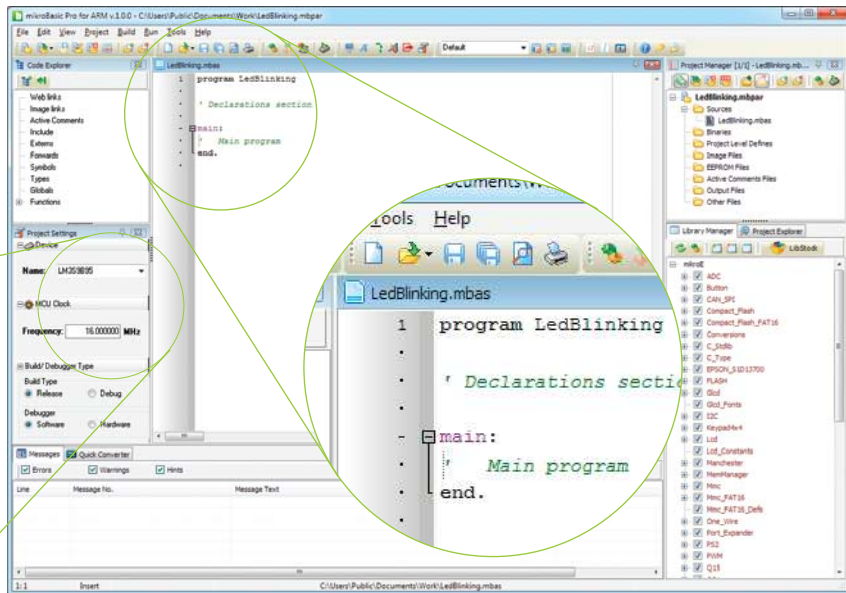 mikroBasic Pro for ARM v.1.0.0 - C:\Users\Public\Documents\Work\LedBlinking.mbpar
File Edit View Project Build Run Tools Help
Default
Code Explorer
Web links
Image links
Active Comments
Include
Externs
Forwards
Symbols
Types
Globals
Functions
Project Settings
Device
Name: LM3S9B95
MCU Clock
Frequency: 16.000000 MHz
Build/ Debugger Type
Build Type
Release Debug
Debugger
Software Hardware
LedBlinking.mbas
1 program LedBlinking
' Declarations section
main:
' Main program
end.
ocuments\W
Tools Help
LedBlinking.mbas
1 program LedBlinking
' Declarations secti
main:
' Main program
end.
Project Manager [1/1] - LedBlinking.mb...
LedBlinking.mbpar
Sources
LedBlinking.mbas
Binaries
Project Level Defines
Image Files
EEPROM Files
Active Comments Files
Output Files
Other Files
Library Manager Project Explorer
LibStock
mikroE
ADC
Button
CAN_SPI
Compact_Flash
Compact_Flash_FAT16
Conversions
C_Stdlib
C_Type
EPSON_S1D13700
FLASH
Glcd
Glcd_Fonts
I2C
Keypad4x4
Lcd
Lcd_Constants
Manchester
MemManager
Mmc
Mmc_FAT16
Mmc_FAT16_Defs
One_Wire
Port_Expander
PS2
PWM
Q15
Messages Quick Converter
Errors Warnings Hints
Line Message No. Message Text
1:1 Insert C:\Users\Public\Documents\Work\LedBlinking.mbas